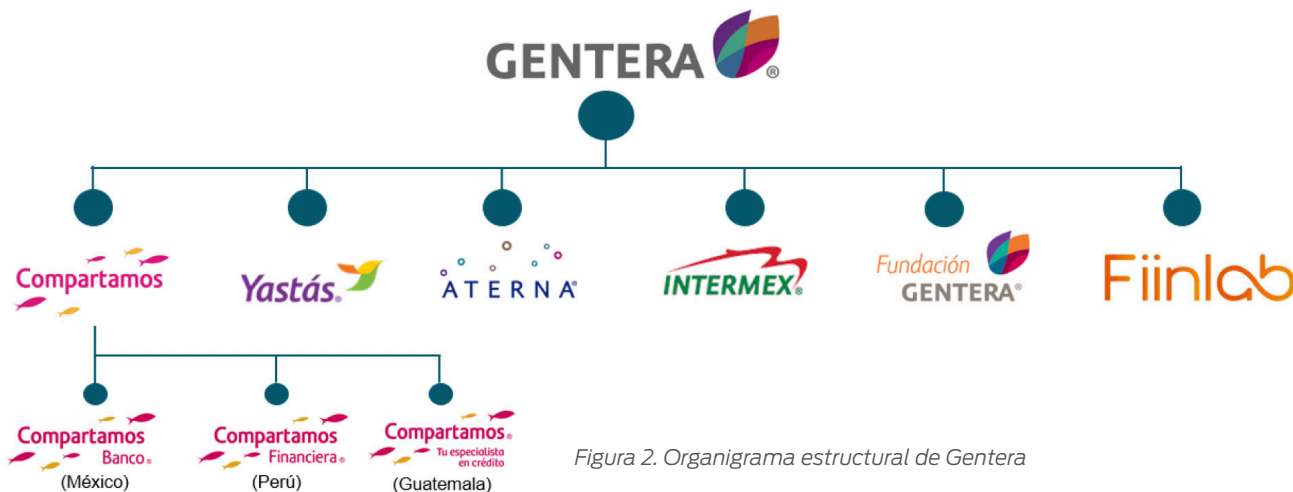 GENTERA®
Compartamos
Yastás®
ATERNA®
INTERMEX®
Fundación
GENTERA®
Fiinlab
Compartamos
Banco®
(México)
Compartamos
Financiera®
(Perú)
Compartamos®
Tu especialista
en crédito
(Guatemala)
Figura 2. Organigrama estructural de Gentera